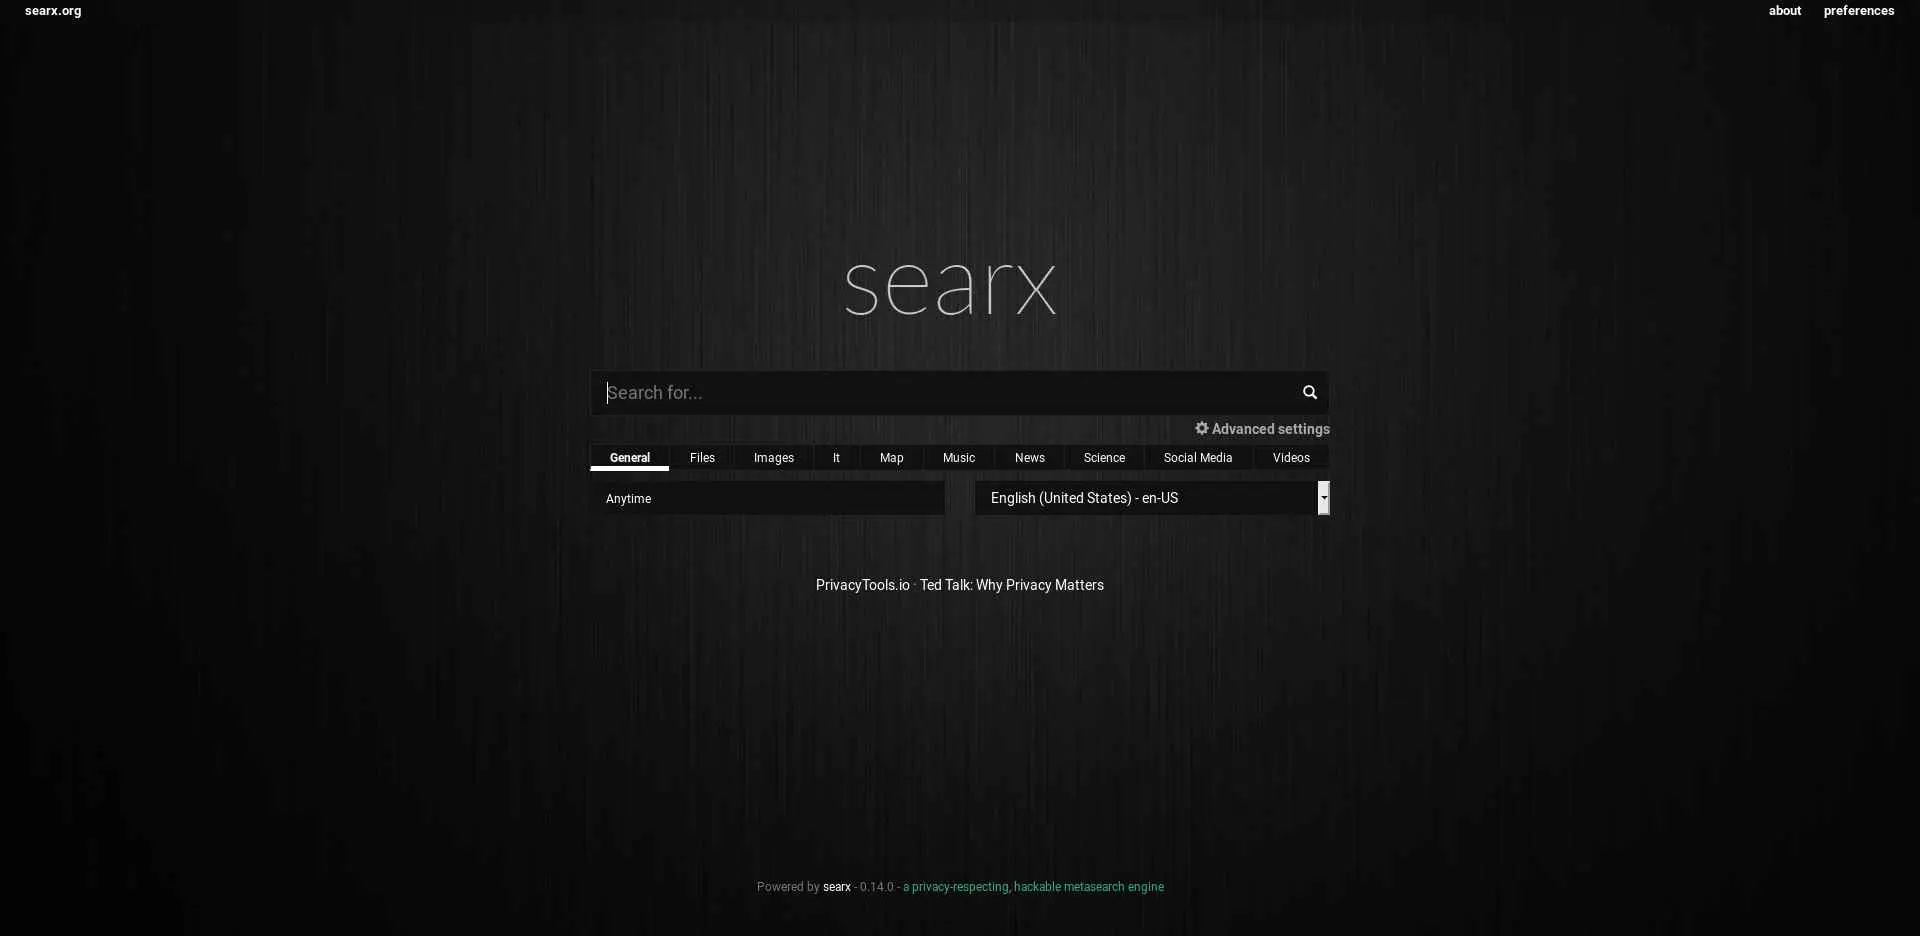 searx.org about preferences
searx
Search for...
Advanced settings
General Files Images It Map Music News Science Social Media Videos
Anytime English (United States) - en-US
PrivacyTools.io · Ted Talk: Why Privacy Matters
Powered by searx - 0.14.0 - a privacy-respecting, hackable metasearch engine